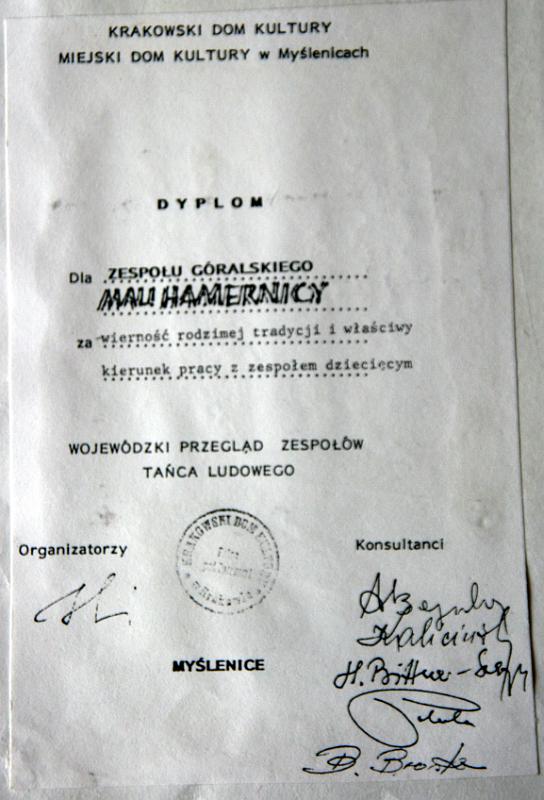 KRAKOWSKI DOM KULTURY
MIEJSKI DOM KULTURY w Myślenicach
DYPLOM
Dla ZESPOŁU GÓRALSKIEGO
MALI HAMERNICY
za wierność rodzimej tradycji i właściwy
kierunek pracy z zespołem dziecięcym
WOJEWÓDZKI PRZEGLĄD ZESPOŁÓW
TAŃCA LUDOWEGO
Organizatorzy
KRAKOWSKI DOM KULTURY
w Krakowie
Konsultanci
MYŚLENICE